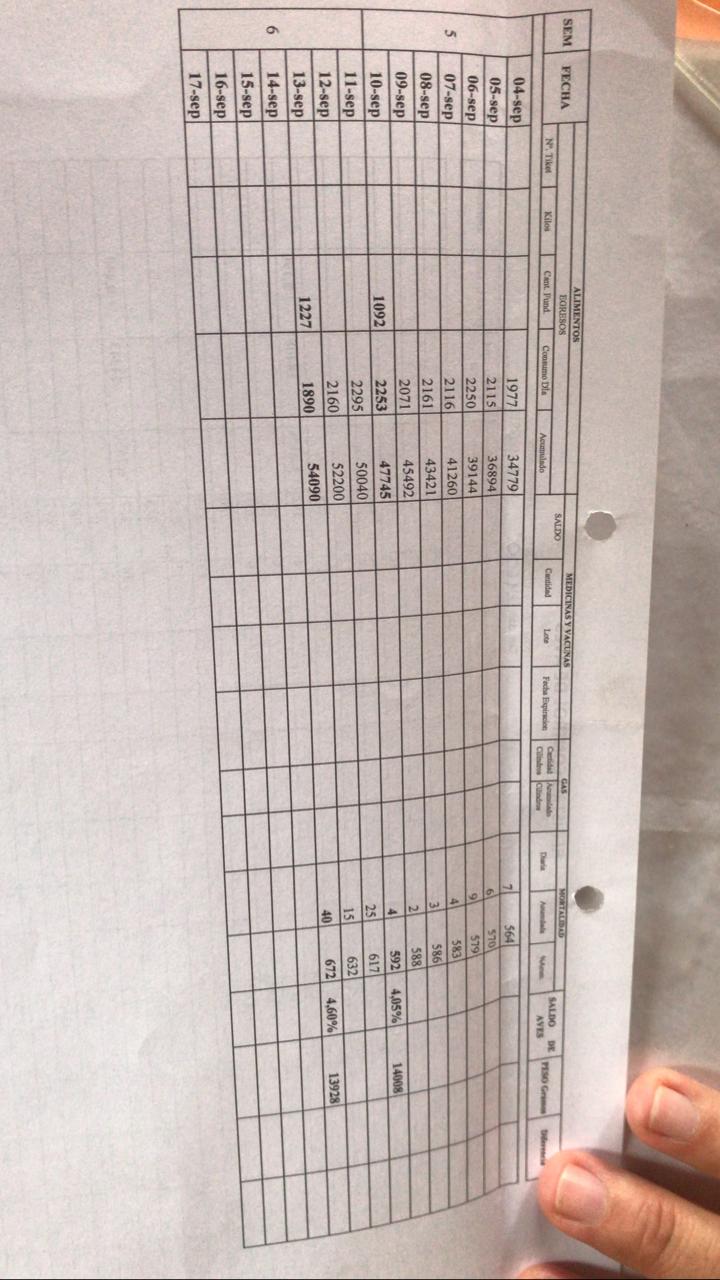 SEM FECHA ALIMENTOS MEDICINAS Y VACUNAS GAS MORTALIDAD SALDO DE AVES PESO Gramos Diferencia
EGRESOS SALDO
Nº. Tiket Kilos Cant. Fund. Consumo DIa Acumulado Cantidad Lote Fecha Expiracion Cantidad Cilindros Acumulado Cilindros Diaria Acumulada %Acum.
5
04-sep 1977 34779 7 564
05-sep 2115 36894 6 570
06-sep 2250 39144 9 579
07-sep 2116 41260 4 583
08-sep 2161 43421 3 586
09-sep 2071 45492 2 588
10-sep 1092 2253 47745 4 592 4,05% 14008
6
11-sep 2295 50040 25 617
12-sep 2160 52200 15 632
13-sep 1227 1890 54090 40 672 4,60% 13928
14-sep
15-sep
16-sep
17-sep